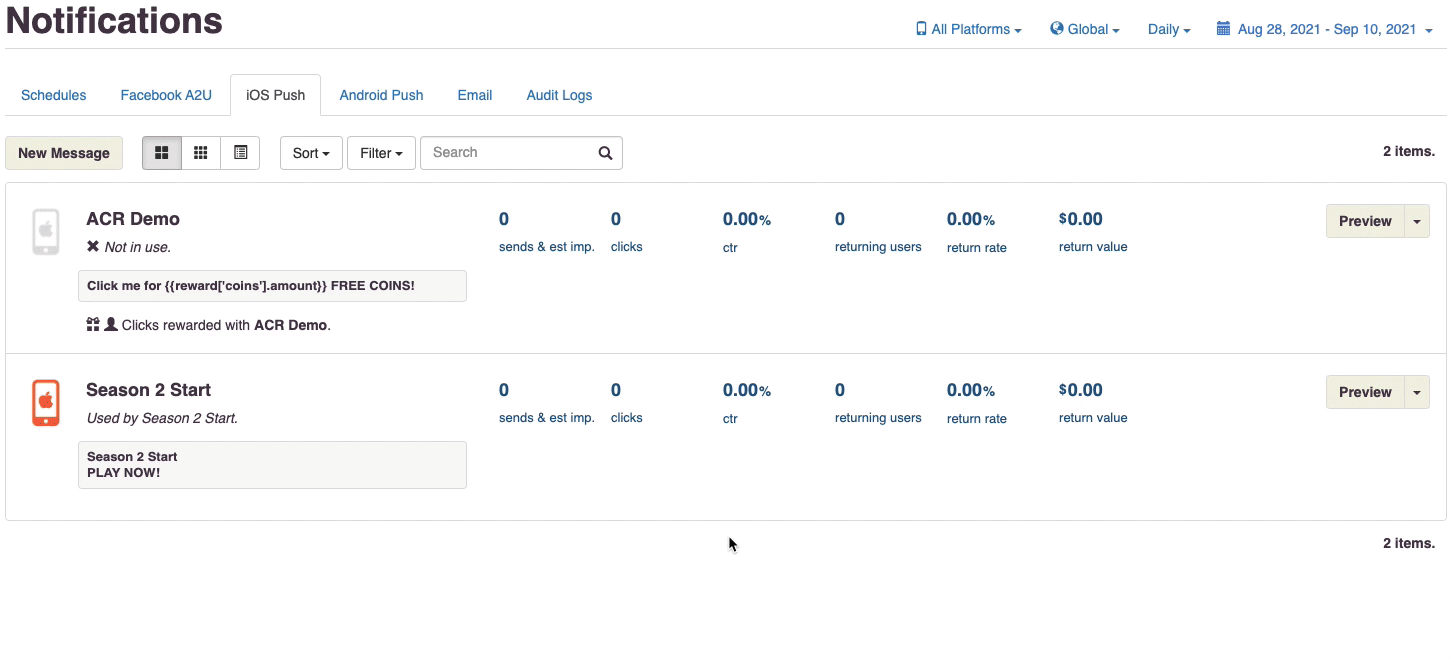 Notifications
All Platforms Global Daily Aug 28, 2021 - Sep 10, 2021
Schedules Facebook A2U iOS Push Android Push Email Audit Logs
New Message Sort Filter Search 2 items.
ACR Demo 0 0 0.00% 0 0.00% $0.00 Preview
Not in use. sends & est imp. clicks ctr returning users return rate return value
Click me for {{reward['coins'].amount}} FREE COINS!
Clicks rewarded with ACR Demo.
Season 2 Start 0 0 0.00% 0 0.00% $0.00 Preview
Used by Season 2 Start. sends & est imp. clicks ctr returning users return rate return value
Season 2 Start
PLAY NOW!
2 items.